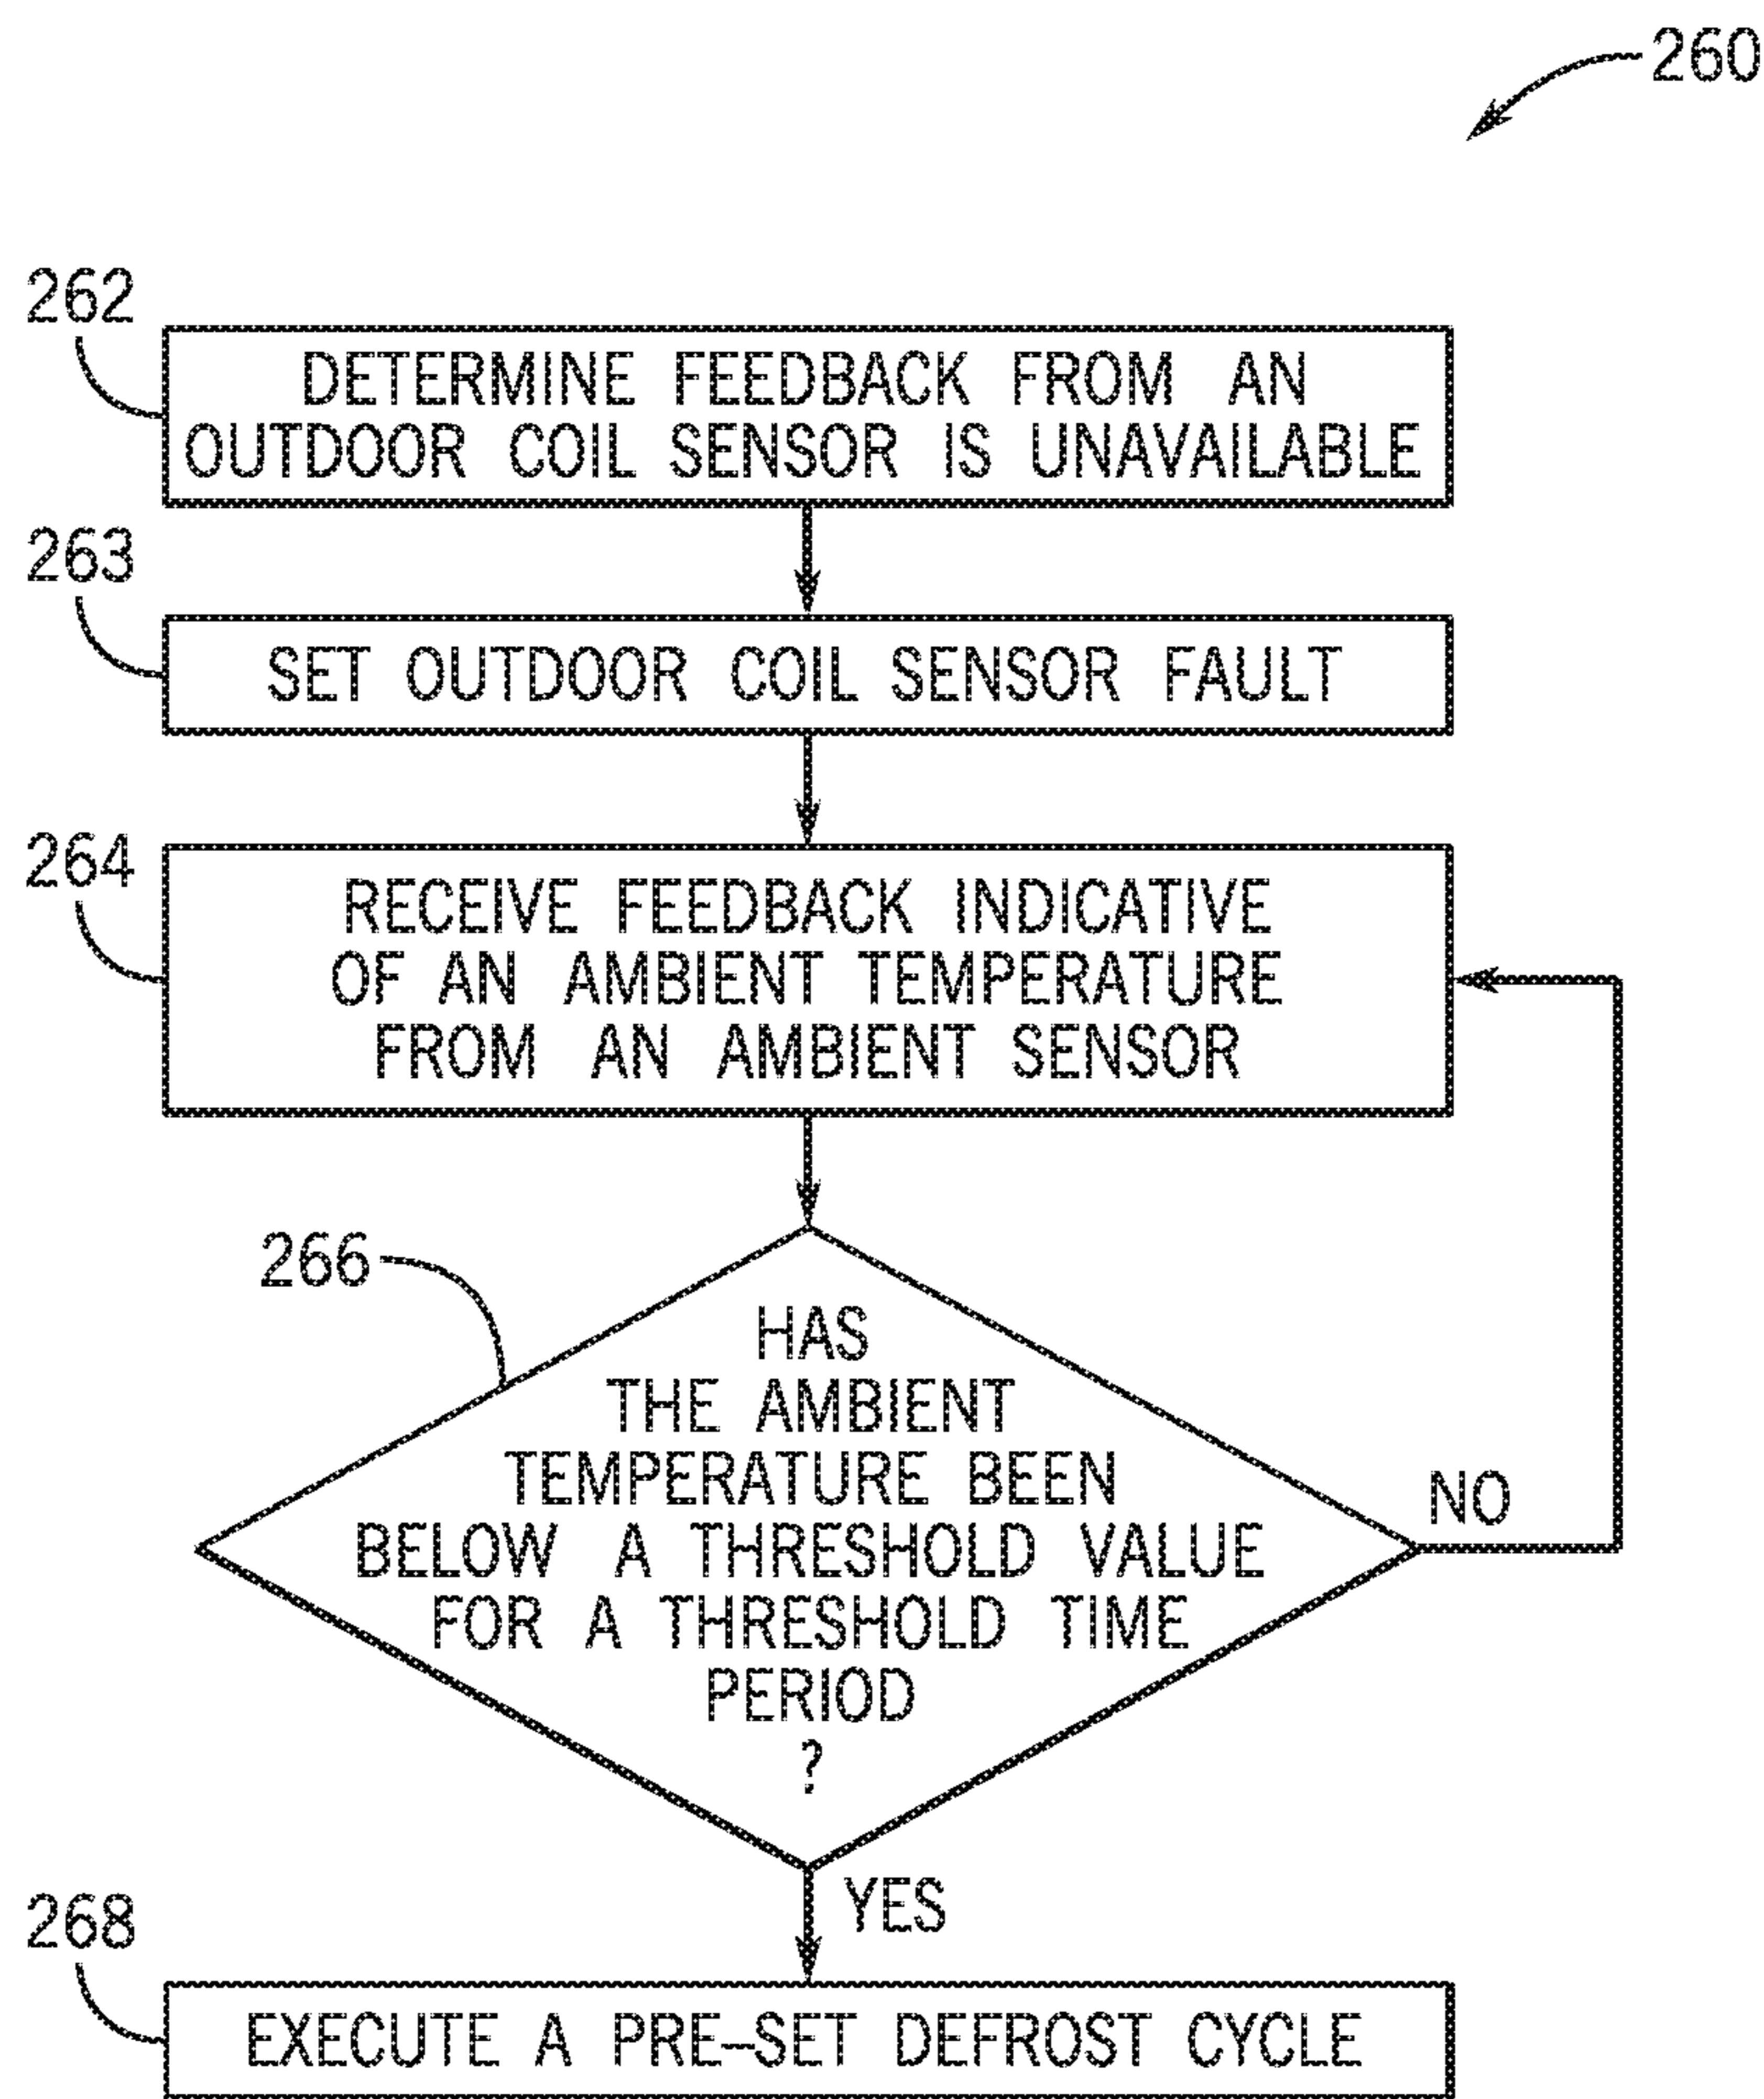 260
262
DETERMINE FEEDBACK FROM AN
OUTDOOR COIL SENSOR IS UNAVAILABLE
263
SET OUTDOOR COIL SENSOR FAULT
264
RECEIVE FEEDBACK INDICATIVE
OF AN AMBIENT TEMPERATURE
FROM AN AMBIENT SENSOR
266
HAS
THE AMBIENT
TEMPERATURE BEEN
BELOW A THRESHOLD VALUE
FOR A THRESHOLD TIME
PERIOD
?
NO
YES
268
EXECUTE A PRE–SET DEFROST CYCLE